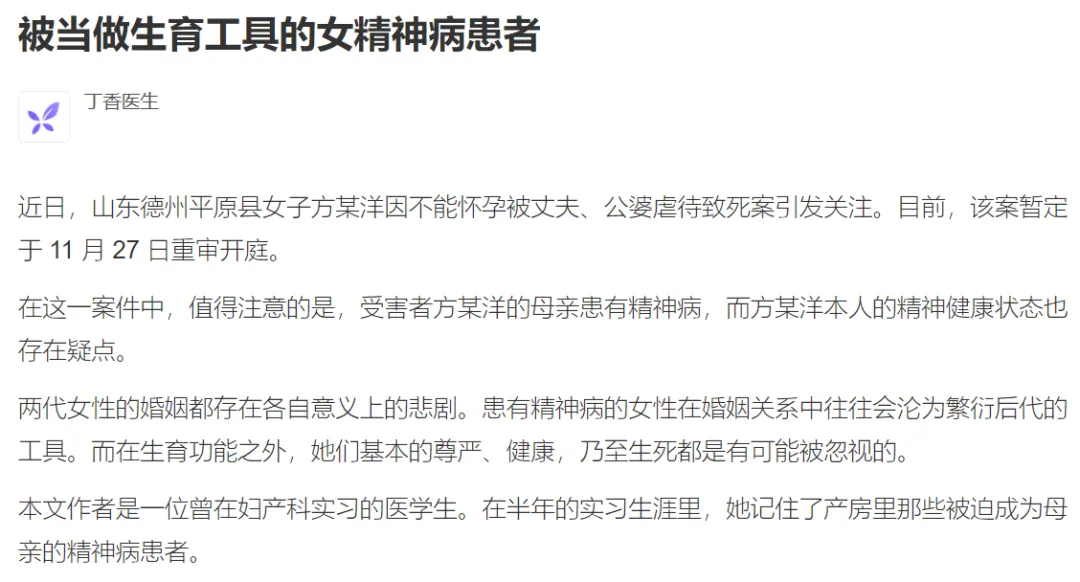 被当做生育工具的女精神病患者
丁香医生
近日，山东德州平原县女子方某洋因不能怀孕被丈夫、公婆虐待致死案引发关注。目前，该案暂定
于 11 月 27 日重审开庭。
在这一案件中，值得注意的是，受害者方某洋的母亲患有精神病，而方某洋本人的精神健康状态也
存在疑点。
两代女性的婚姻都存在各自意义上的悲剧。患有精神病的女性在婚姻关系中往往会沦为繁衍后代的
工具。而在生育功能之外，她们基本的尊严、健康，乃至生死都是有可能被忽视的。
本文作者是一位曾在妇产科实习的医学生。在半年的实习生涯里，她记住了产房里那些被迫成为母
亲的精神病患者。